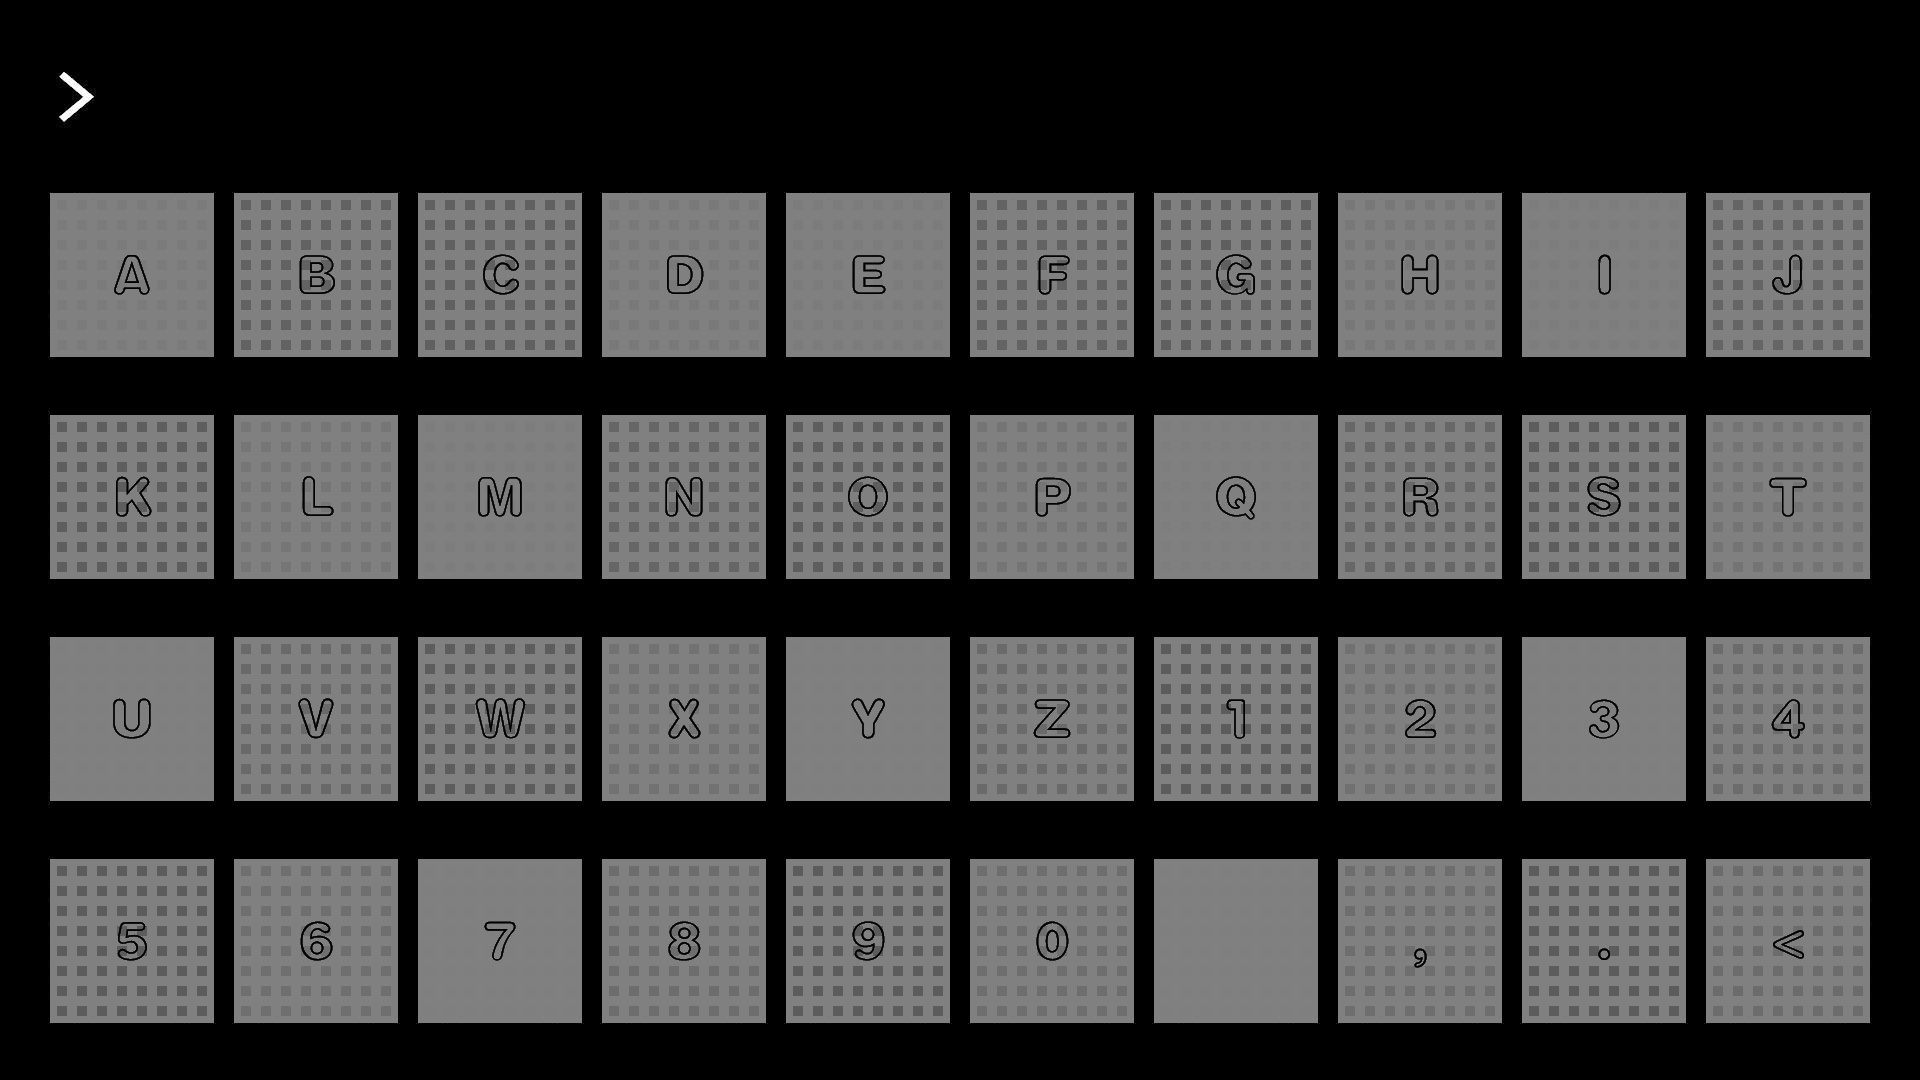 >
A B C D E F G H I J
K L M N O P Q R S T
U V W X Y Z 1 2 3 4
5 6 7 8 9 0 , . <